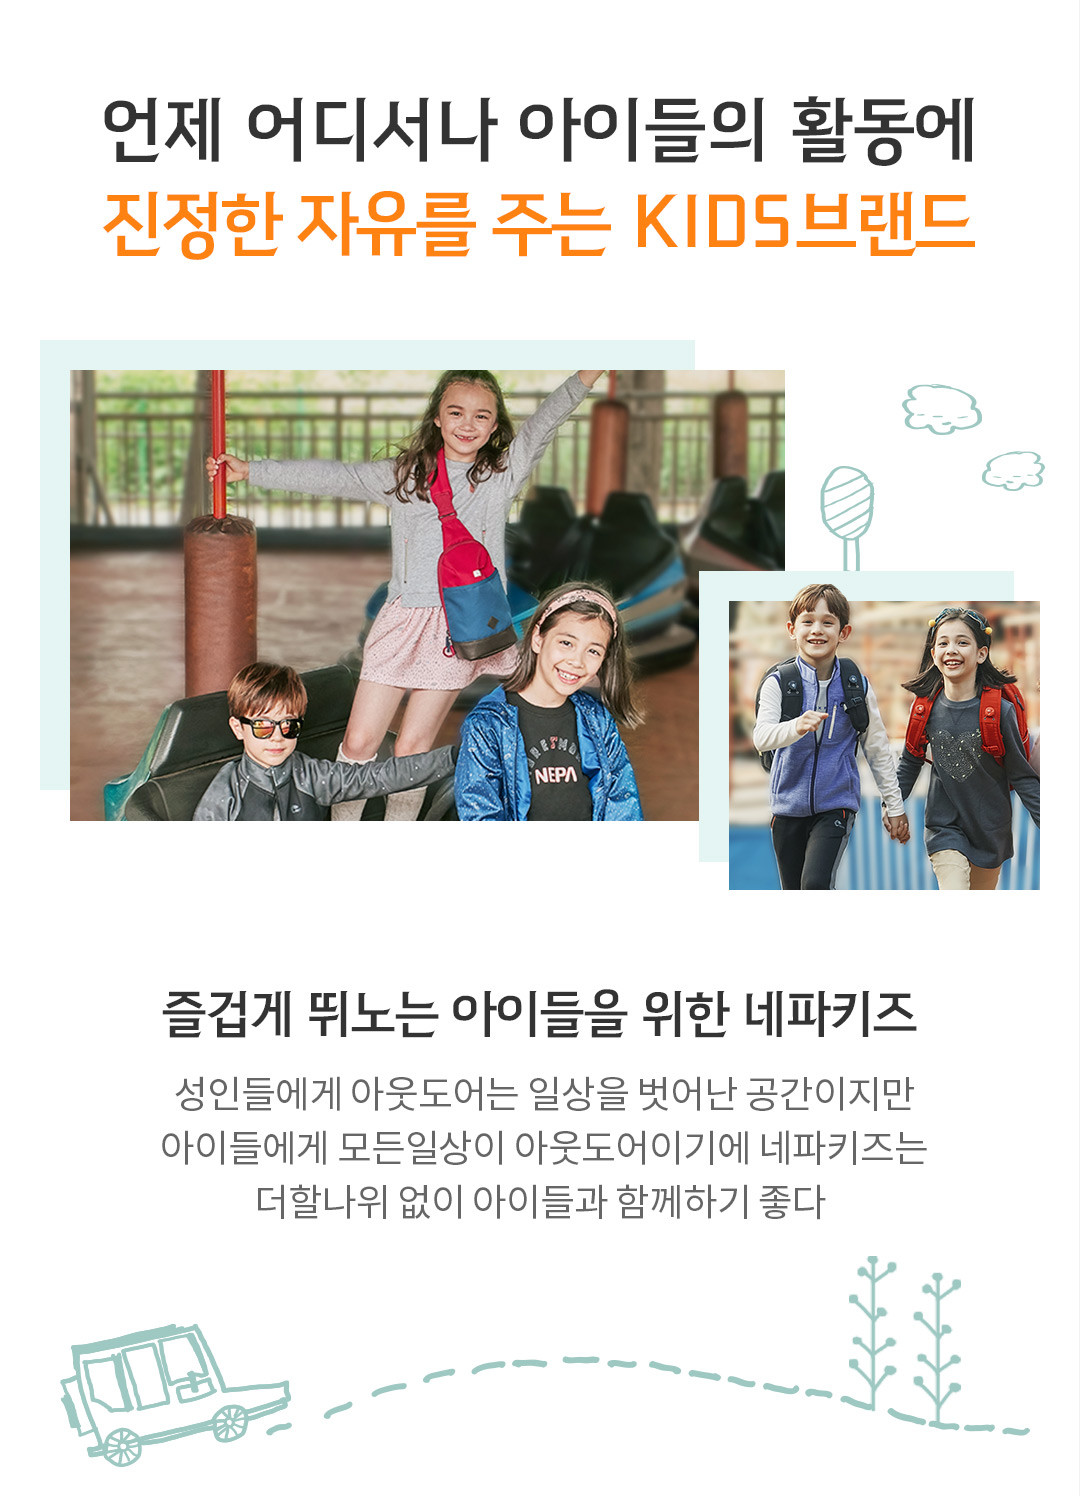 언제 어디서나 아이들의 활동에
진정한 자유를 주는 KIDS브랜드
NEPA
즐겁게 뛰노는 아이들을 위한 네파키즈
성인들에게 아웃도어는 일상을 벗어난 공간이지만
아이들에게 모든일상이 아웃도어이기에 네파키즈는
더할나위 없이 아이들과 함께하기 좋다